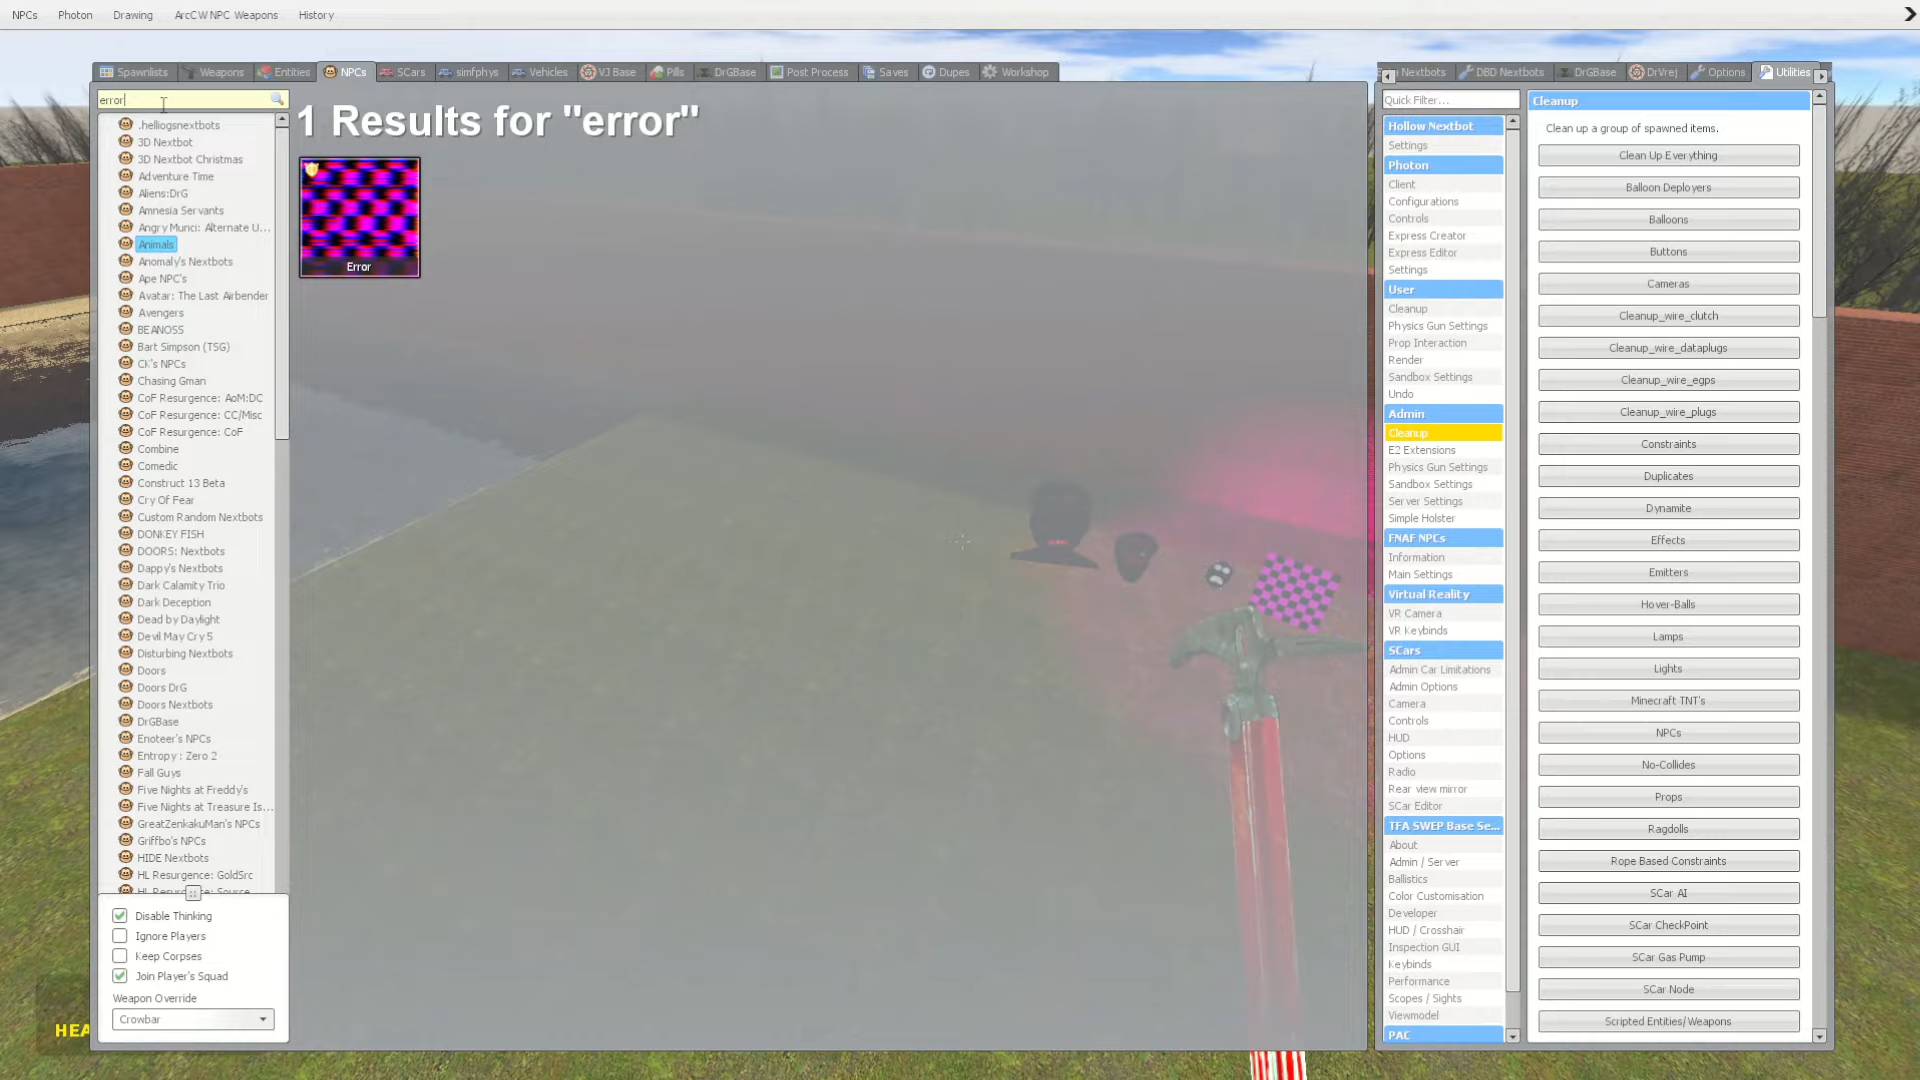 NPCs Photon Drawing ArcCW NPC Weapons History
Spawnlists Weapons Entities NPCs SCars simfphys Vehicles VJ Base Pills DrGBase Post Process Saves Dupes Workshop
Nextbots DBD Nextbots DrGBase DrVrej Options Utilities
error
1 Results for "error"
Error
.helliogsnextbots
3D Nextbot
3D Nextbot Christmas
Adventure Time
Aliens:DrG
Amnesia Servants
Angry Munci: Alternate U...
Animals
Anomaly's Nextbots
Ape NPC's
Avatar: The Last Airbender
Avengers
BEANOSS
Bart Simpson (TSG)
CK's NPCs
Chasing Gman
CoF Resurgence: AoM:DC
CoF Resurgence: CC/Misc
CoF Resurgence: CoF
Combine
Comedic
Construct 13 Beta
Cry Of Fear
Custom Random Nextbots
DONKEY FISH
DOORS: Nextbots
Dappy's Nextbots
Dark Calamity Trio
Dark Deception
Dead by Daylight
Devil May Cry 5
Disturbing Nextbots
Doors
Doors DrG
Doors Nextbots
DrGBase
Enoteer's NPCs
Entropy : Zero 2
Fall Guys
Five Nights at Freddy's
Five Nights at Treasure Is...
GreatZenkakuMan's NPCs
Griffbo's NPCs
HIDE Nextbots
HL Resurgence: GoldSrc
HL Resurgence: Source
Disable Thinking
Ignore Players
Keep Corpses
Join Player's Squad
Weapon Override
Crowbar
HEA
Quick Filter...
Hollow Nextbot
Settings
Photon
Client
Configurations
Controls
Express Creator
Express Editor
Settings
User
Cleanup
Physics Gun Settings
Prop Interaction
Render
Sandbox Settings
Undo
Admin
Cleanup
E2 Extensions
Physics Gun Settings
Sandbox Settings
Server Settings
Simple Holster
FNAF NPCs
Information
Main Settings
Virtual Reality
VR Camera
VR Keybinds
SCars
Admin Car Limitations
Admin Options
Camera
Controls
HUD
Options
Radio
Rear view mirror
SCar Editor
TFA SWEP Base Se...
About
Admin / Server
Ballistics
Color Customisation
Developer
HUD / Crosshair
Inspection GUI
Keybinds
Performance
Scopes / Sights
Viewmodel
PAC
Cleanup
Clean up a group of spawned items.
Clean Up Everything
Balloon Deployers
Balloons
Buttons
Cameras
Cleanup_wire_clutch
Cleanup_wire_dataplugs
Cleanup_wire_egps
Cleanup_wire_plugs
Constraints
Duplicates
Dynamite
Effects
Emitters
Hover-Balls
Lamps
Lights
Minecraft TNT's
NPCs
No-Collides
Props
Ragdolls
Rope Based Constraints
SCar AI
SCar CheckPoint
SCar Gas Pump
SCar Node
Scripted Entities/Weapons